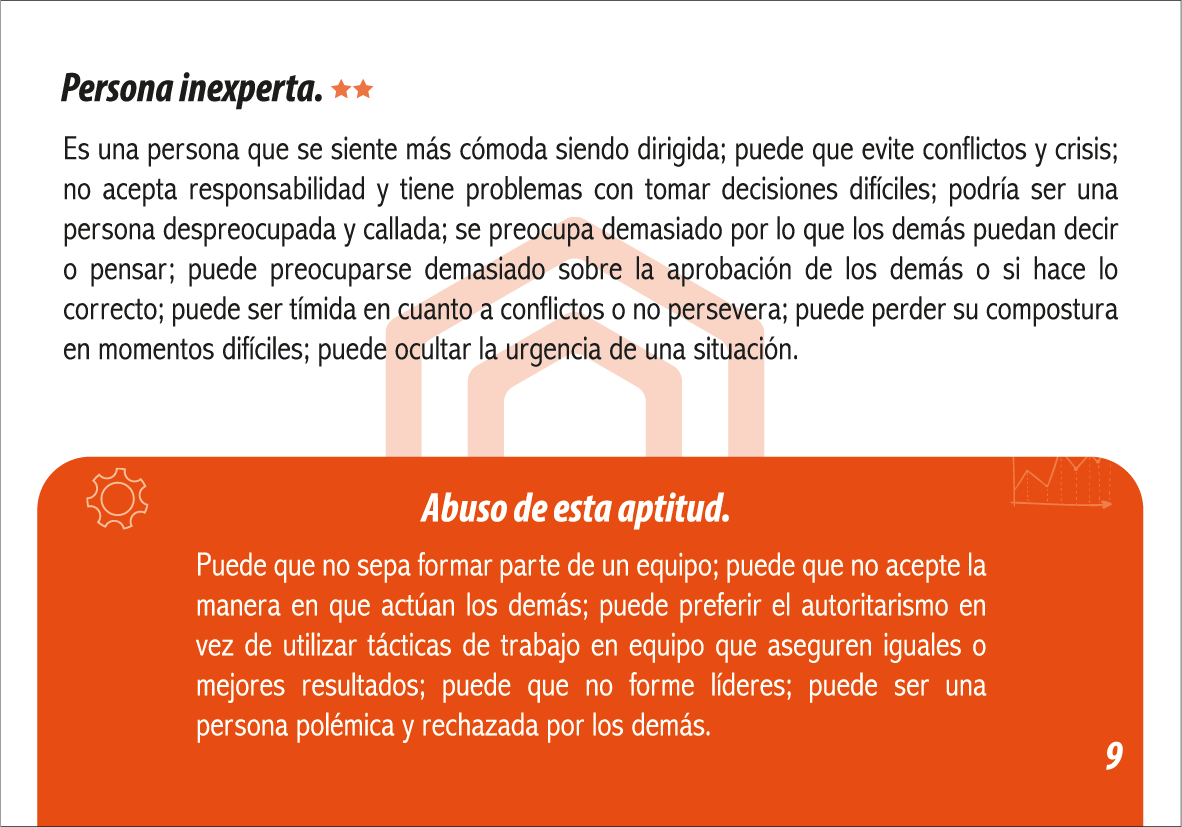 Persona inexperta.
Es una persona que se siente más cómoda siendo dirigida; puede que evite conflictos y crisis;
no acepta responsabilidad y tiene problemas con tomar decisiones difíciles; podría ser una
persona despreocupada y callada; se preocupa demasiado por lo que los demás puedan decir
o pensar; puede preocuparse demasiado sobre la aprobación de los demás o si hace lo
correcto; puede ser tímida en cuanto a conflictos o no persevera; puede perder su compostura
en momentos difíciles; puede ocultar la urgencia de una situación.
Abuso de esta aptitud.
Puede que no sepa formar parte de un equipo; puede que no acepte la
manera en que actúan los demás; puede preferir el autoritarismo en
vez de utilizar tácticas de trabajo en equipo que aseguren iguales o
mejores resultados; puede que no forme líderes; puede ser una
persona polémica y rechazada por los demás.
9